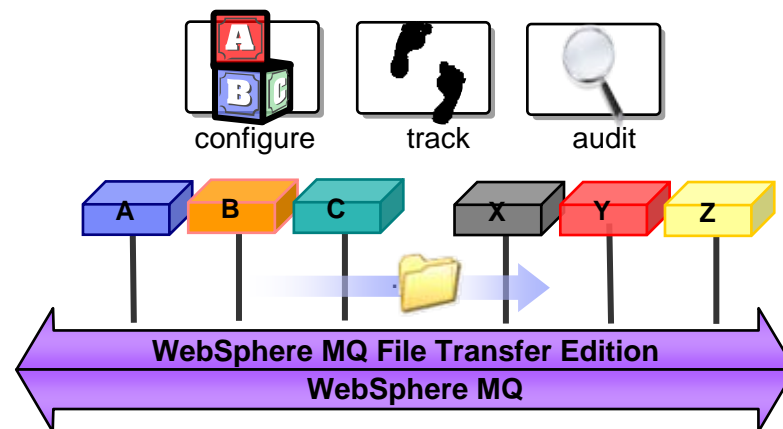 A
B C
configure track audit
A B C X Y Z
WebSphere MQ File Transfer Edition
WebSphere MQ